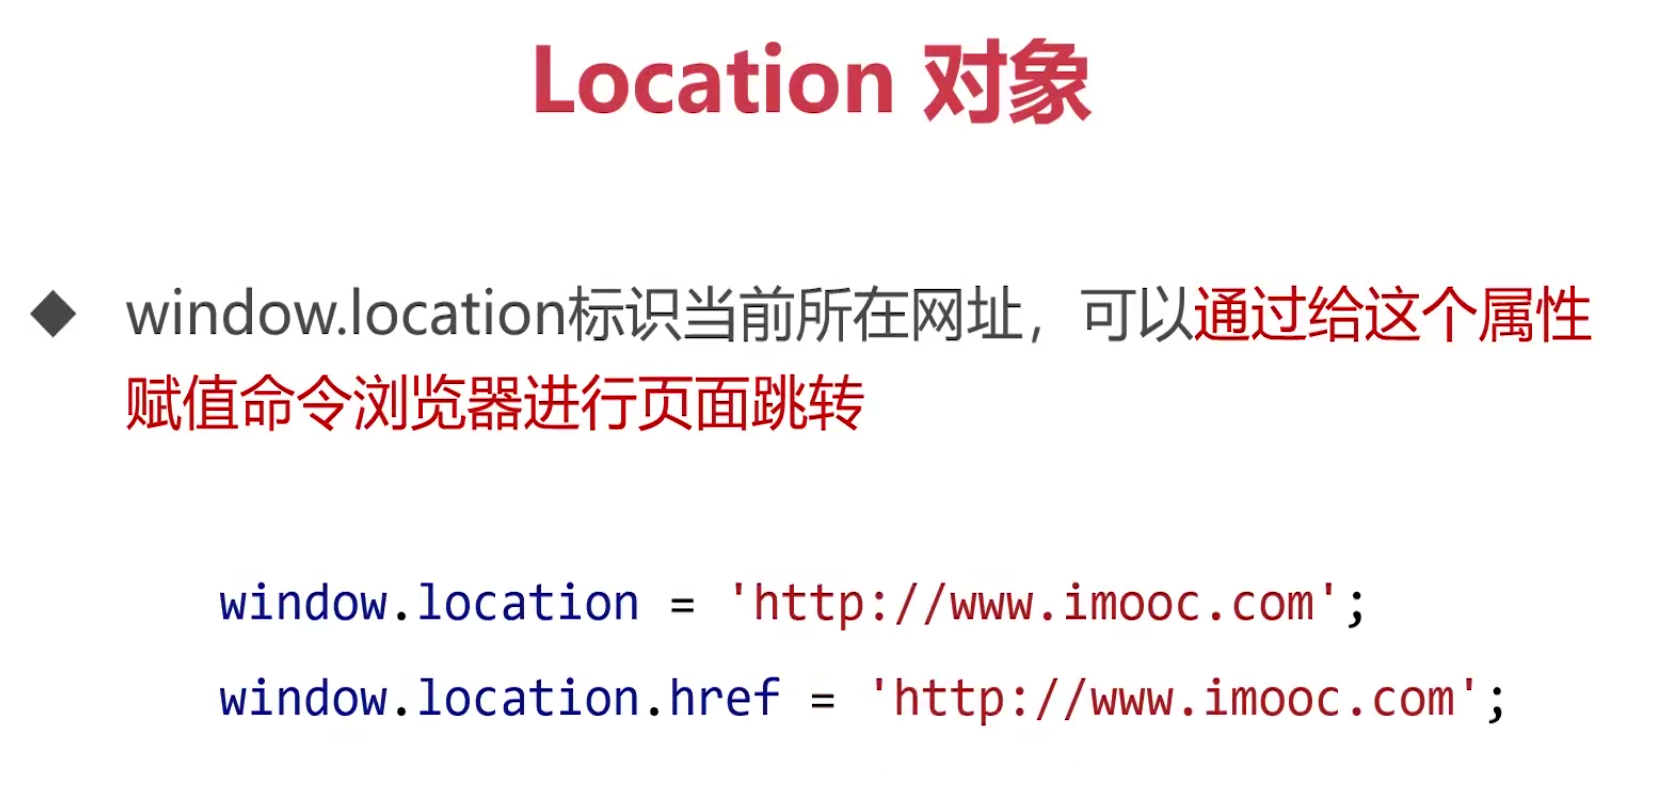 Location 对象
◆ window.location标识当前所在网址，可以通过给这个属性
赋值命令浏览器进行页面跳转
window.location = 'http://www.imooc.com';
window.location.href = 'http://www.imooc.com';